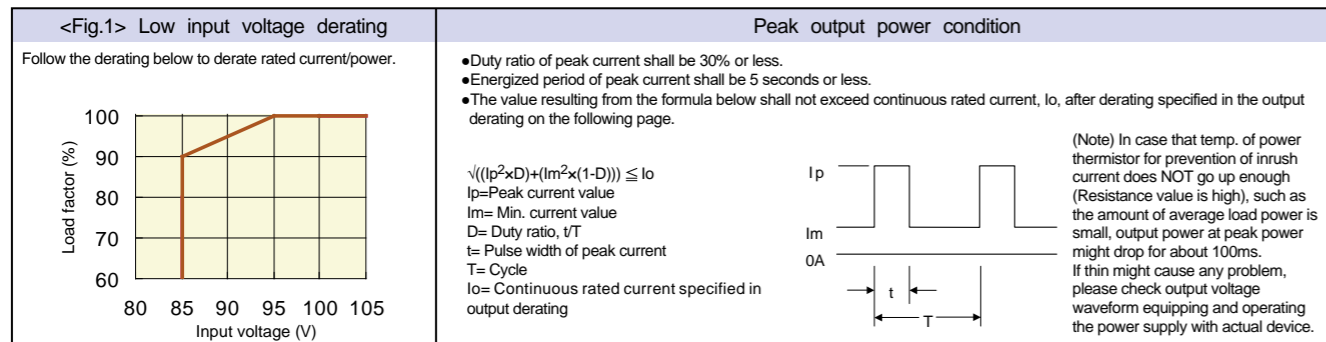 <Fig.1> Low input voltage derating
Follow the derating below to derate rated current/power.
100
90
80
70
60
Load factor (%)
80 85 90 95 100 105
Input voltage (V)
Peak output power condition
●Duty ratio of peak current shall be 30% or less.
●Energized period of peak current shall be 5 seconds or less.
●The value resulting from the formula below shall not exceed continuous rated current, Io, after derating specified in the output
derating on the following page.
√((Ip²×D)+(Im²×(1-D))) ≦ Io
Ip=Peak current value
Im= Min. current value
D= Duty ratio, t/T
t= Pulse width of peak current
T= Cycle
Io= Continuous rated current specified in
output derating
Ip
Im
0A
t
T
(Note) In case that temp. of power
thermistor for prevention of inrush
current does NOT go up enough
(Resistance value is high), such as
the amount of average load power is
small, output power at peak power
might drop for about 100ms.
If thin might cause any problem,
please check output voltage
waveform equipping and operating
the power supply with actual device.